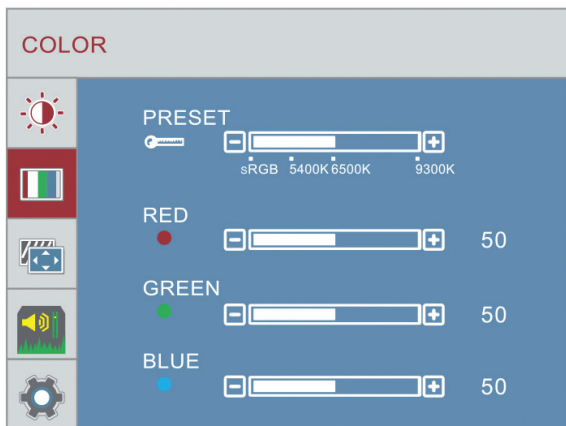 COLOR
PRESET
sRGB 5400K 6500K 9300K
RED
50
GREEN
50
BLUE
50